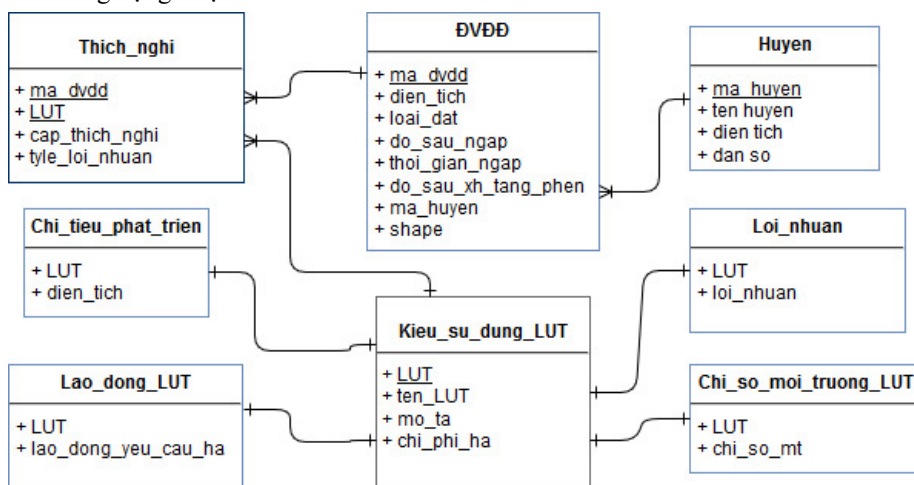 Thich_nghi
+ ma_dvdd
+ LUT
+ cap_thich_nghi
+ tyle_loi_nhuan
ĐVĐĐ
+ ma_dvdd
+ dien_tich
+ loai_dat
+ do_sau_ngap
+ thoi_gian_ngap
+ do_sau_xh_tang_phen
+ ma_huyen
+ shape
Huyen
+ ma_huyen
+ ten huyen
+ dien tich
+ dan so
Chi_tieu_phat_trien
+ LUT
+ dien_tich
Loi_nhuan
+ LUT
+ loi_nhuan
Kieu_su_dung_LUT
+ LUT
+ ten_LUT
+ mo_ta
+ chi_phi_ha
Lao_dong_LUT
+ LUT
+ lao_dong_yeu_cau_ha
Chi_so_moi_truong_LUT
+ LUT
+ chi_so_mt